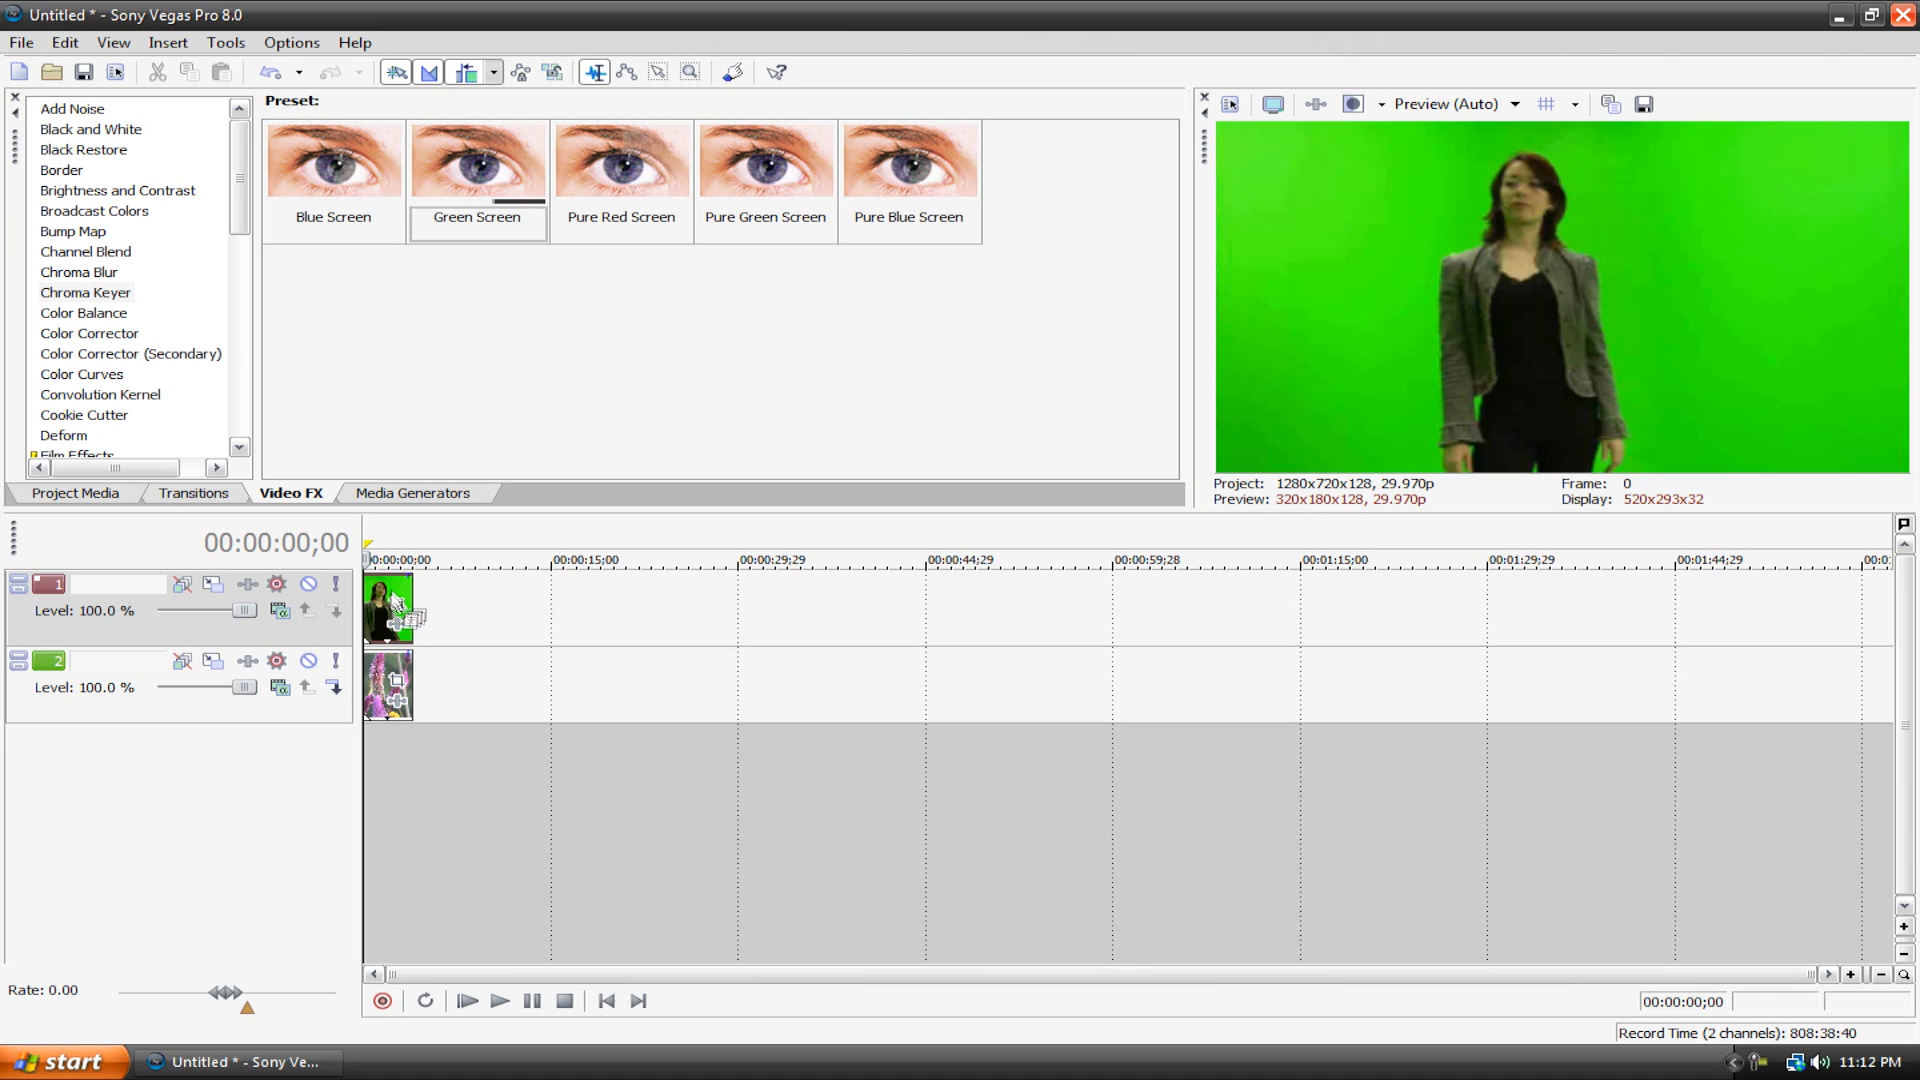 Untitled * - Sony Vegas Pro 8.0
File Edit View Insert Tools Options Help
Add Noise
Black and White
Black Restore
Border
Brightness and Contrast
Broadcast Colors
Bump Map
Channel Blend
Chroma Blur
Chroma Keyer
Color Balance
Color Corrector
Color Corrector (Secondary)
Color Curves
Convolution Kernel
Cookie Cutter
Deform
Film Effects
Preset:
Blue Screen Green Screen Pure Red Screen Pure Green Screen Pure Blue Screen
Project Media Transitions Video FX Media Generators
Preview (Auto)
Project: 1280x720x128, 29.970p Frame: 0
Preview: 320x180x128, 29.970p Display: 520x293x32
00:00:00;00
00:00:00;00 00:00:15;00 00:00:29;29 00:00:44;29 00:00:59;28 00:01:15;00 00:01:29;29 00:01:44;29 00:0
1
Level: 100.0 %
2
Level: 100.0 %
Rate: 0.00
00:00:00;00
Record Time (2 channels): 808:38:40
start Untitled * - Sony Ve... 11:12 PM